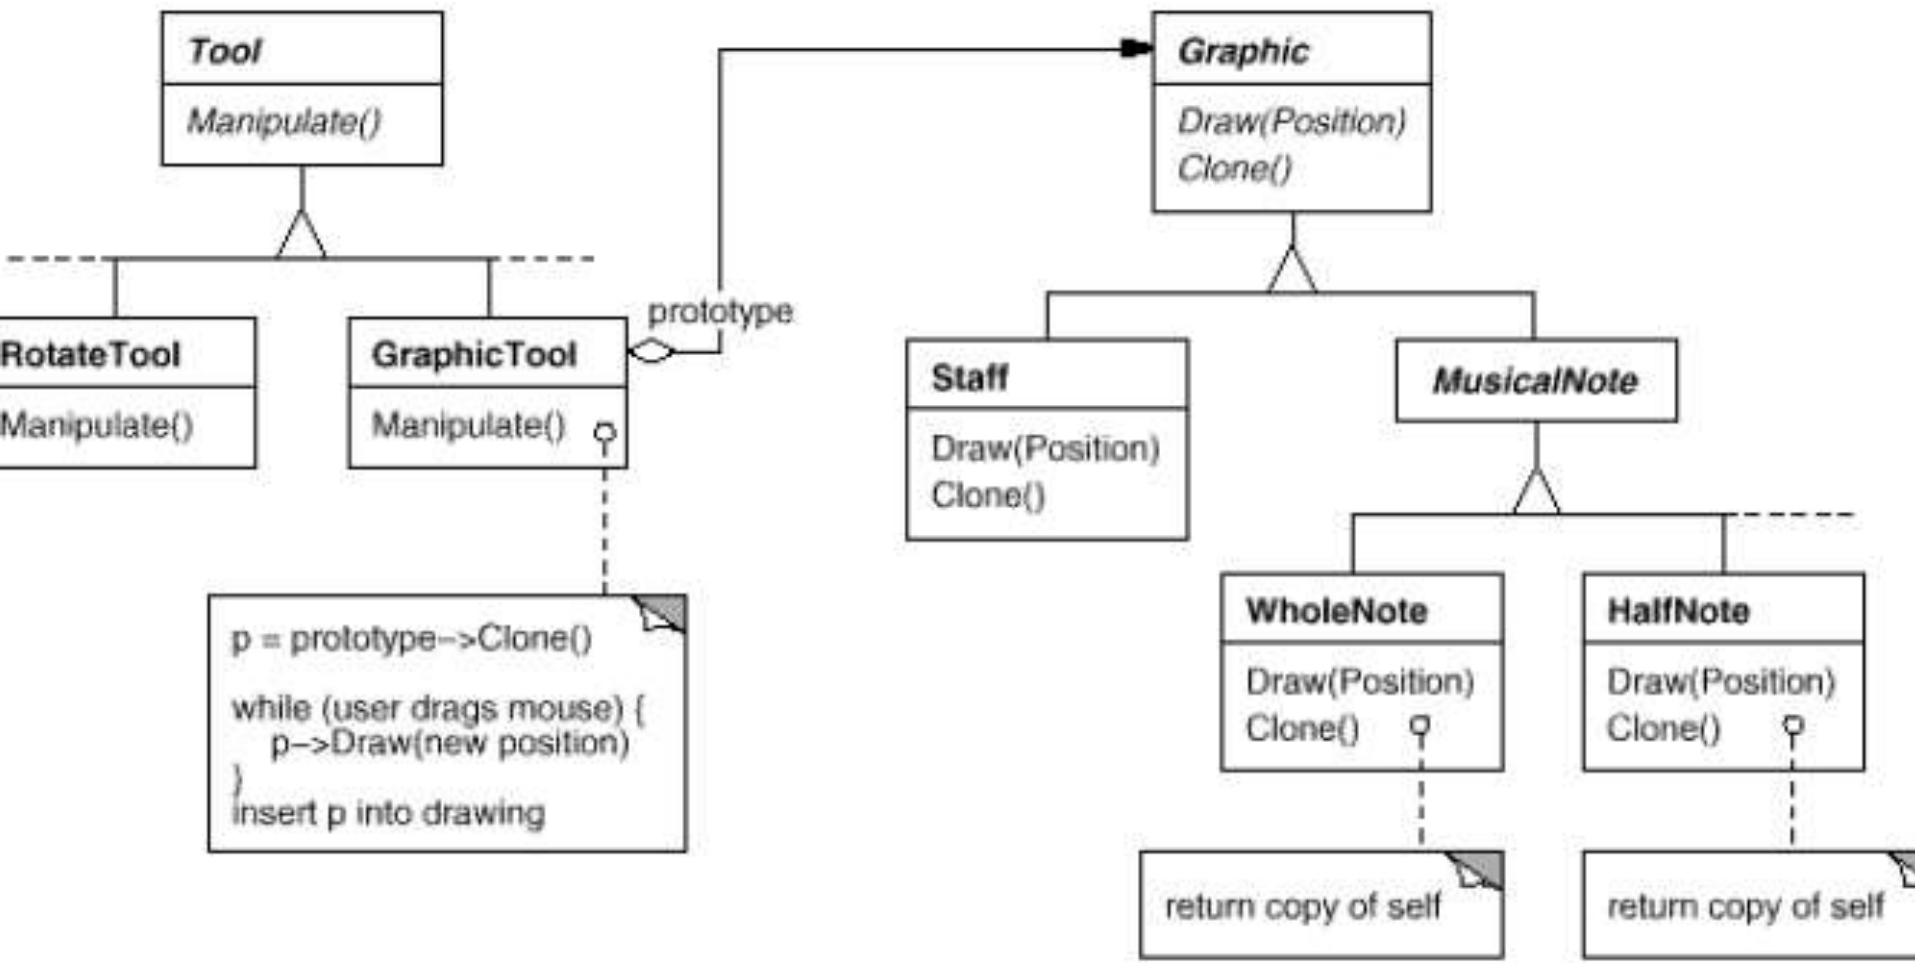 Tool
Manipulate()
Graphic
Draw(Position)
Clone()
prototype
RotateTool
Manipulate()
GraphicTool
Manipulate()
Staff
Draw(Position)
Clone()
MusicalNote
WholeNote
Draw(Position)
Clone()
HalfNote
Draw(Position)
Clone()
p = prototype–>Clone()
while (user drags mouse) {
p–>Draw(new position)
}
insert p into drawing
return copy of self
return copy of self